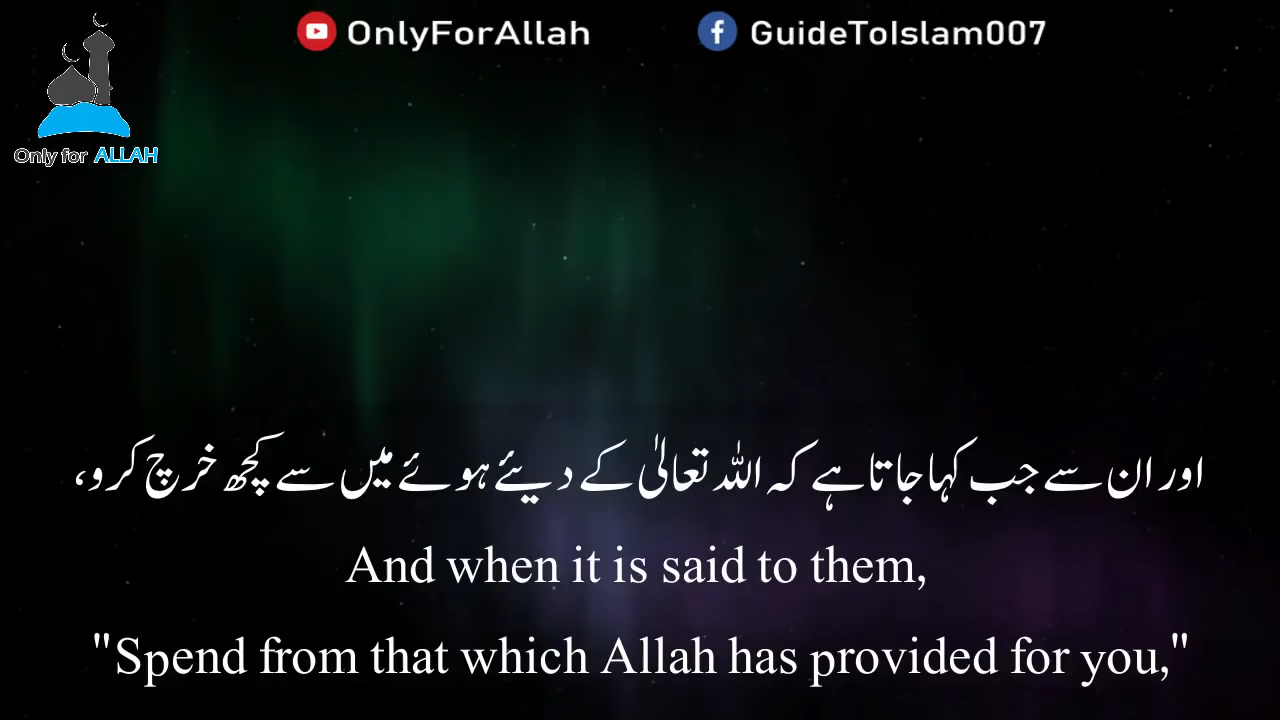 OnlyForAllah
GuideToIslam007
Only for ALLAH
اور ان سے جب کہا جاتا ہے کہ اللہ تعالیٰ کے دیئے ہوئے میں سے کچھ خرچ کرو،
And when it is said to them,
"Spend from that which Allah has provided for you,"